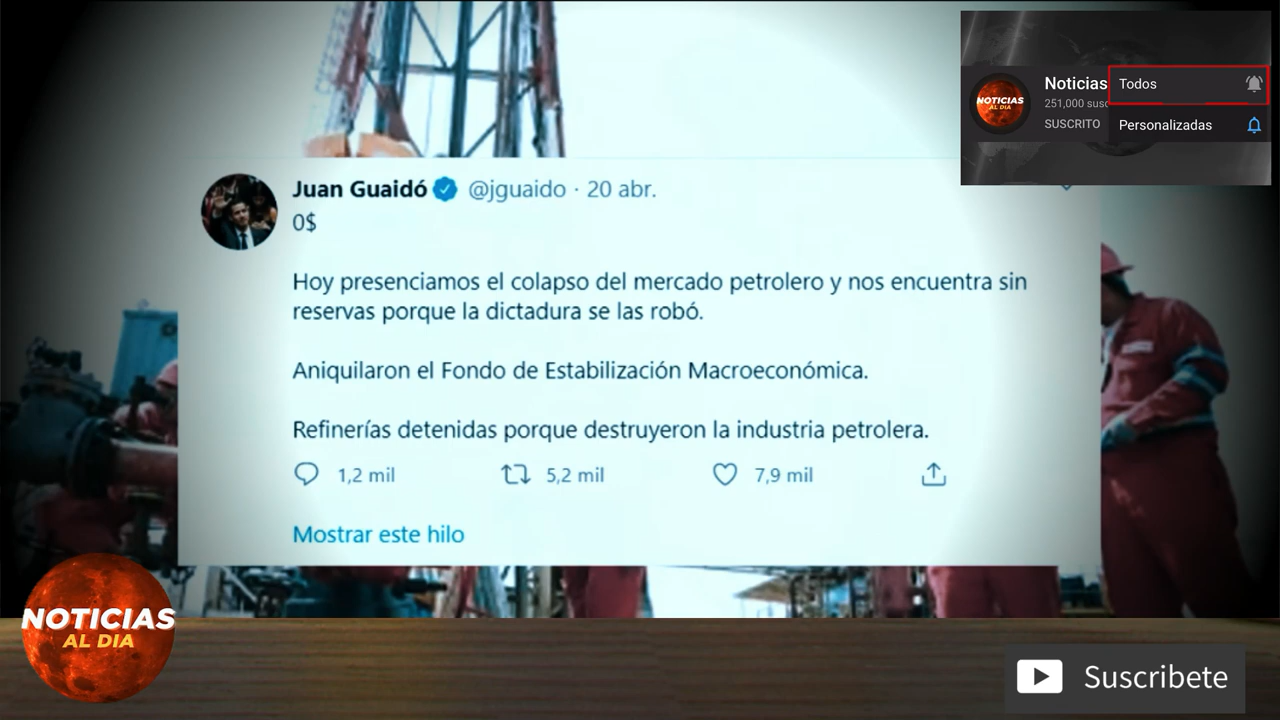 Noticias
Todos
251,000 susc
SUSCRITO
Personalizadas
NOTICIAS
AL DIA
Juan Guaidó @jguaido · 20 abr.
0$
Hoy presenciamos el colapso del mercado petrolero y nos encuentra sin
reservas porque la dictadura se las robó.
Aniquilaron el Fondo de Estabilización Macroeconómica.
Refinerías detenidas porque destruyeron la industria petrolera.
1,2 mil 5,2 mil 7,9 mil
Mostrar este hilo
NOTICIAS
AL DIA
Suscribete